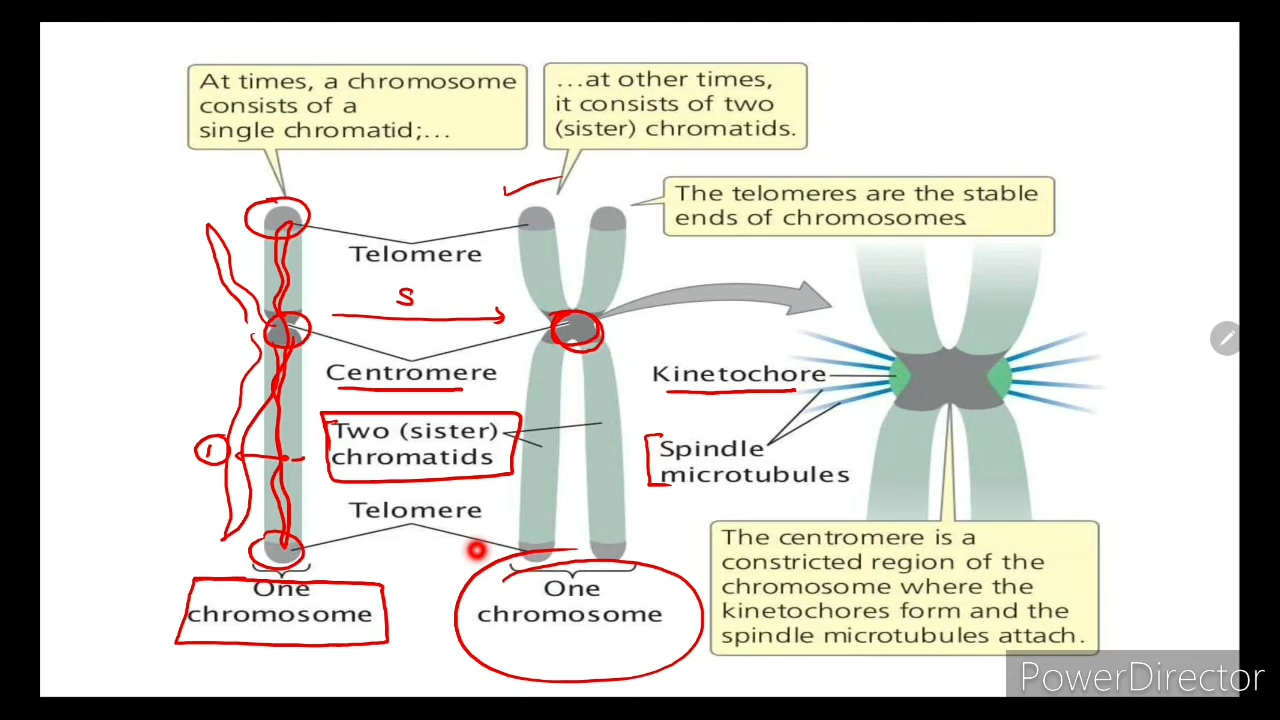 At times, a chromosome
consists of a
single chromatid;...
...at other times,
it consists of two
(sister) chromatids.
The telomeres are the stable
ends of chromosomes.
Telomere
S
Centromere
Kinetochore
Two (sister)
chromatids
Spindle
microtubules
1
Telomere
The centromere is a
constricted region of the
chromosome where the
kinetochores form and the
spindle microtubules attach.
One
chromosome
One
chromosome
PowerDirector